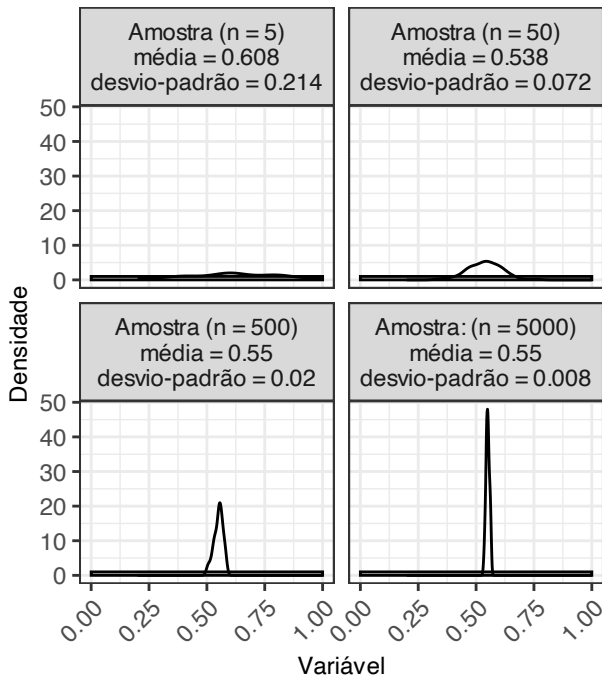 Amostra (n = 5)
média = 0.608
desvio-padrão = 0.214
Amostra (n = 50)
média = 0.538
desvio-padrão = 0.072
50
40
30
20
10
0
Densidade
Amostra (n = 500)
média = 0.55
desvio-padrão = 0.02
Amostra: (n = 5000)
média = 0.55
desvio-padrão = 0.008
50
40
30
20
10
0
0.00 0.25 0.50 0.75 1.00
0.00 0.25 0.50 0.75 1.00
Variável